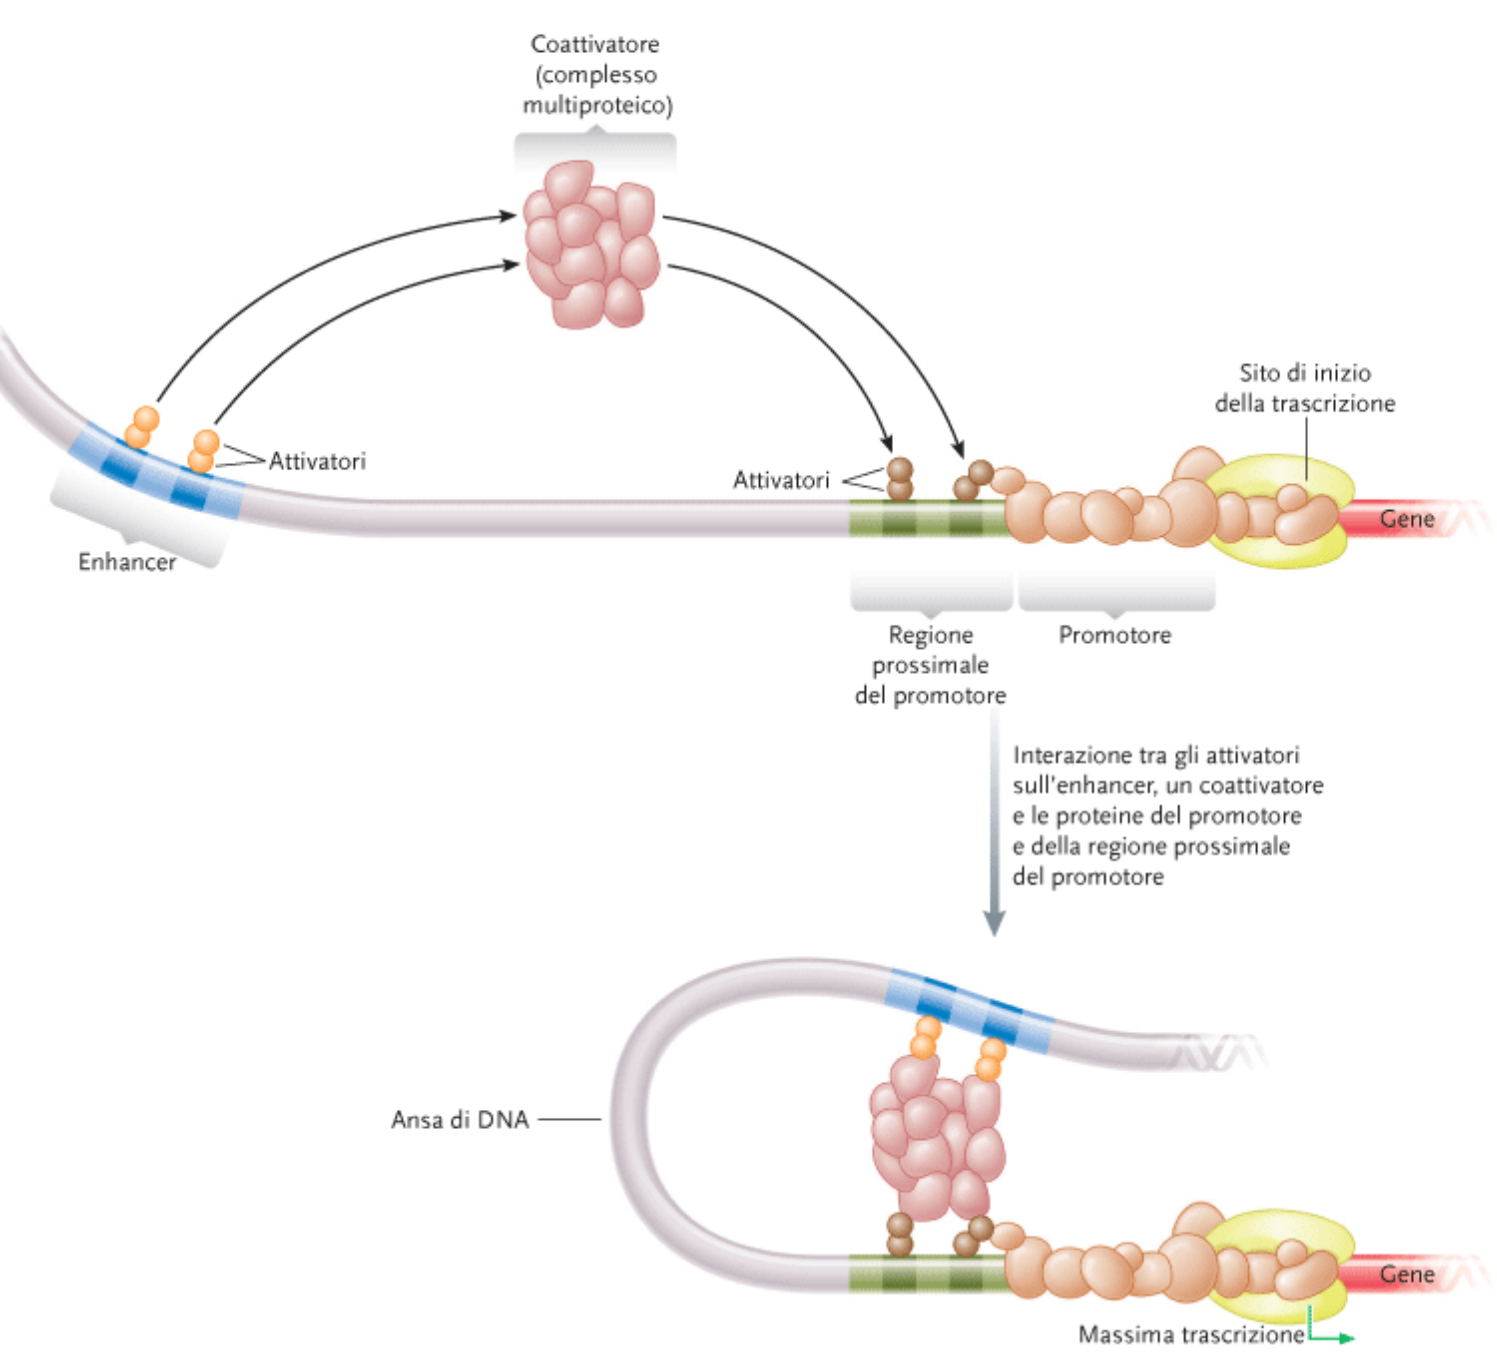 Coattivatore
(complesso
multiproteico)
Sito di inizio
della trascrizione
Attivatori
Attivatori
Gene
Enhancer
Regione
prossimale
del promotore
Promotore
Interazione tra gli attivatori
sull'enhancer, un coattivatore
e le proteine del promotore
e della regione prossimale
del promotore
Ansa di DNA
Gene
Massima trascrizione